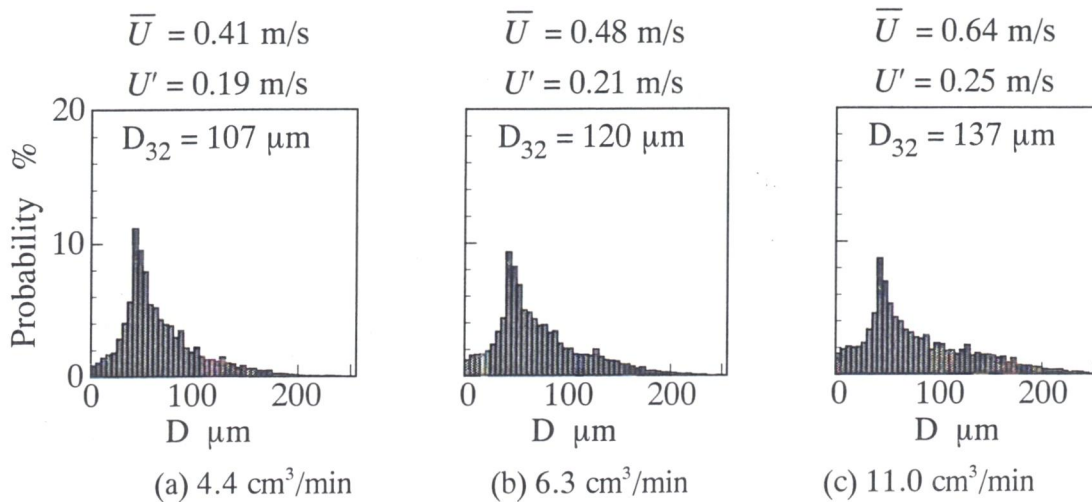 U̅ = 0.41 m/s
U′ = 0.19 m/s
D₃₂ = 107 µm
Probability %
20
10
0
0 100 200
D µm
(a) 4.4 cm³/min
U̅ = 0.48 m/s
U′ = 0.21 m/s
D₃₂ = 120 µm
0 100 200
D µm
(b) 6.3 cm³/min
U̅ = 0.64 m/s
U′ = 0.25 m/s
D₃₂ = 137 µm
0 100 200
D µm
(c) 11.0 cm³/min